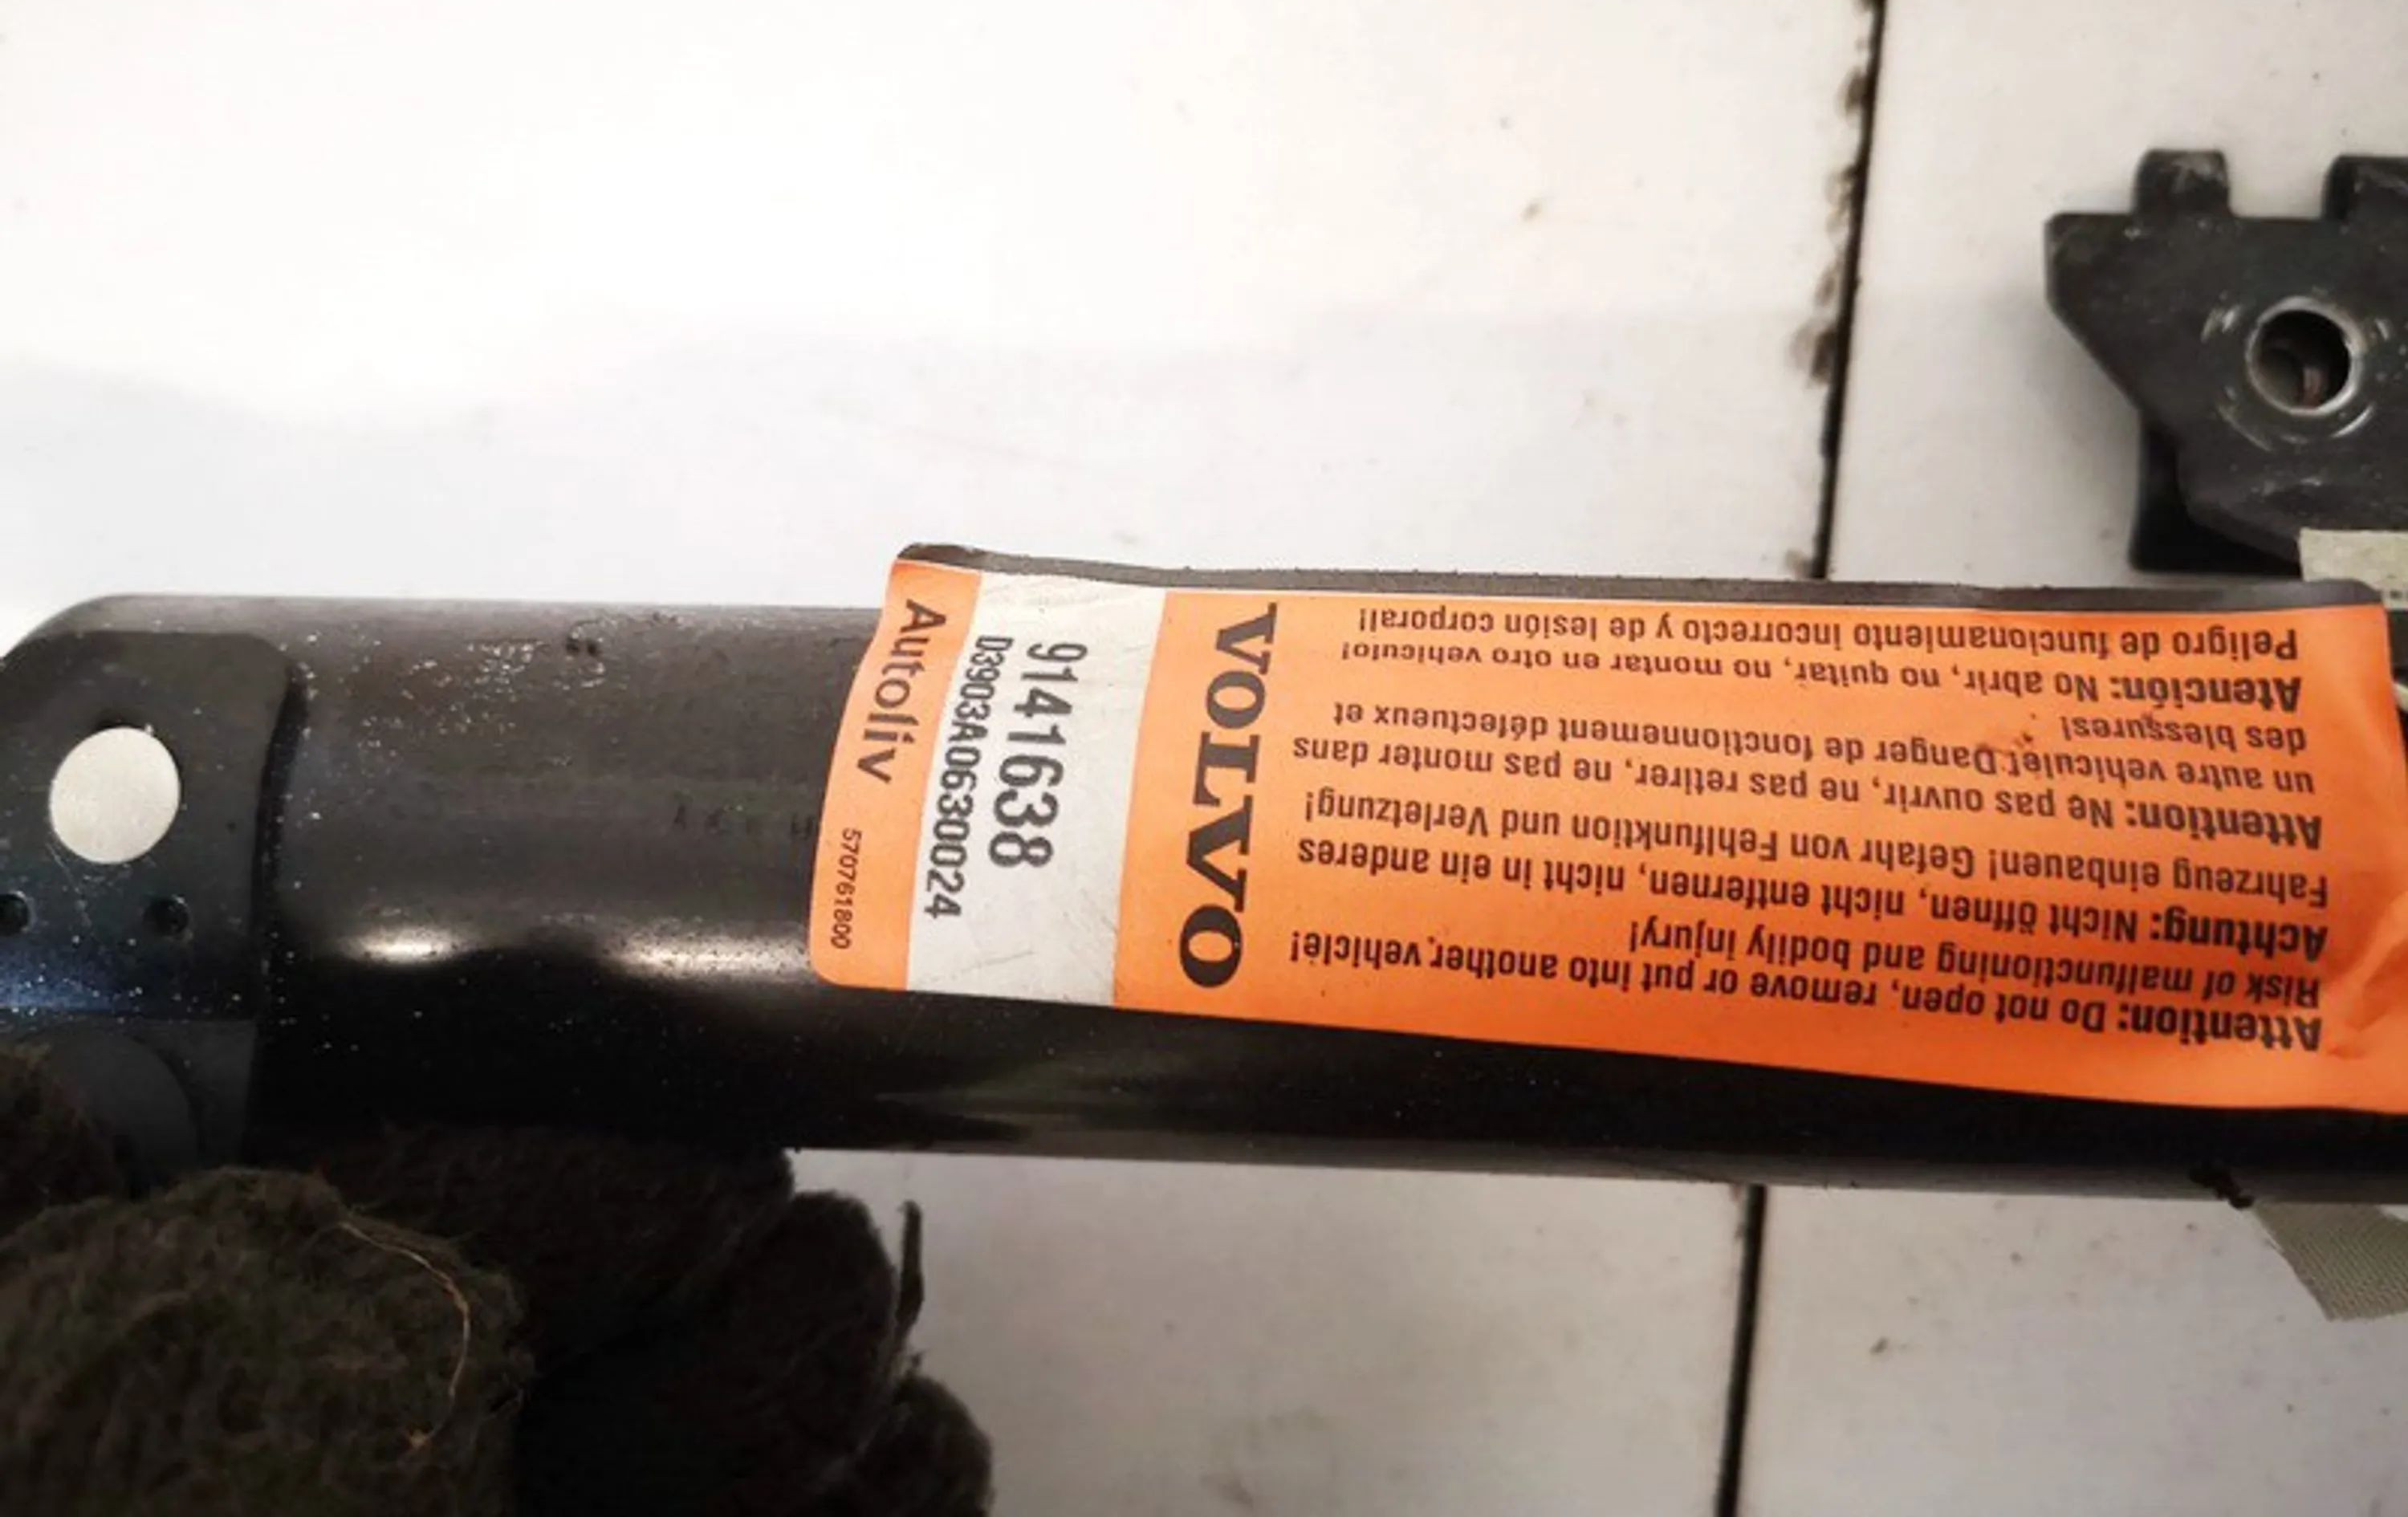 Attention: Do not open, remove or put into another vehicle!
Risk of malfunctioning and bodily injury!
Achtung: Nicht öffnen, nicht entfernen, nicht in ein anderes
Fahrzeug einbauen! Gefahr von Fehlfunktion und Verletzung!
Attention: Ne pas ouvrir, ne pas retirer, ne pas monter dans
un autre vehicule! Danger de fonctionnement défectueux et
des blessures!
Atención: No abrir, no quitar, no montar en otro vehiculo!
Peligro de funcionamiento incorrecto y de lesión corporal!
VOLVO
9141638
D3903A06300024
Autoliv 570761800